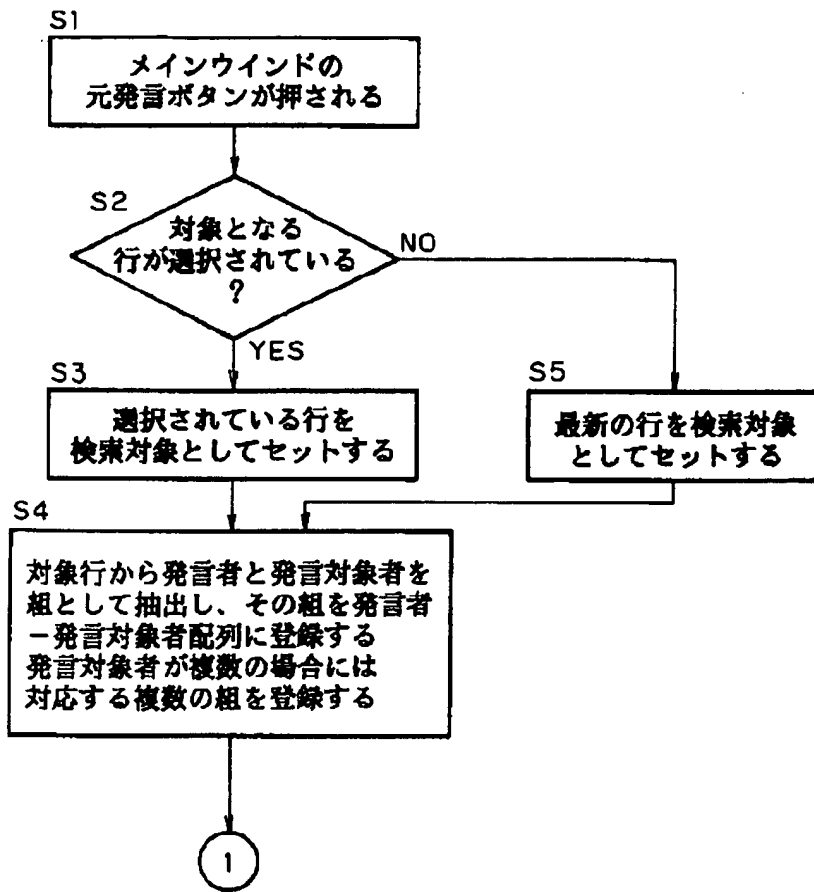 S1
メインウインドの
元発言ボタンが押される
S2
対象となる
行が選択されている
?
NO
YES
S3
選択されている行を
検索対象としてセットする
S5
最新の行を検索対象
としてセットする
S4
対象行から発言者と発言対象者を
組として抽出し、その組を発言者
－発言対象者配列に登録する
発言対象者が複数の場合には
対応する複数の組を登録する
1